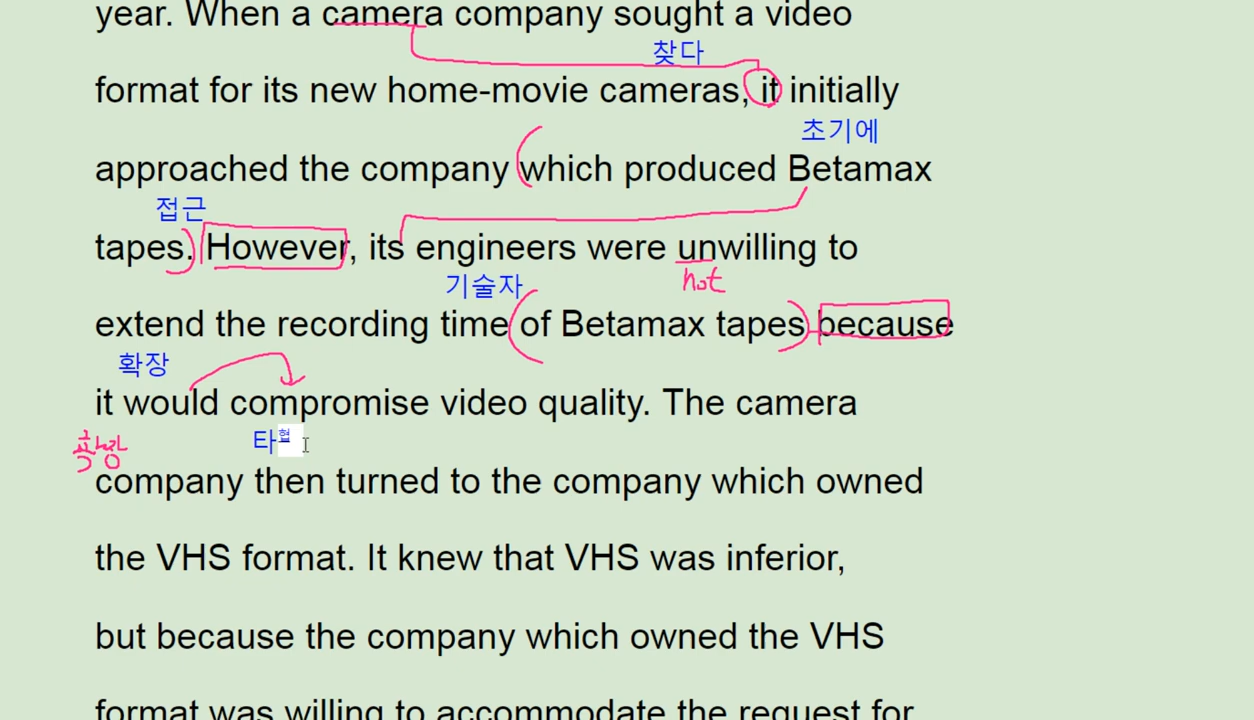 year. When a camera company sought a video
찾다
format for its new home-movie cameras, it initially
초기에
approached the company which produced Betamax
접근
tapes. However, its engineers were unwilling to
기술자 not
extend the recording time of Betamax tapes because
확장
it would compromise video quality. The camera
타협
company then turned to the company which owned
the VHS format. It knew that VHS was inferior,
but because the company which owned the VHS
format was willing to accommodate the request for